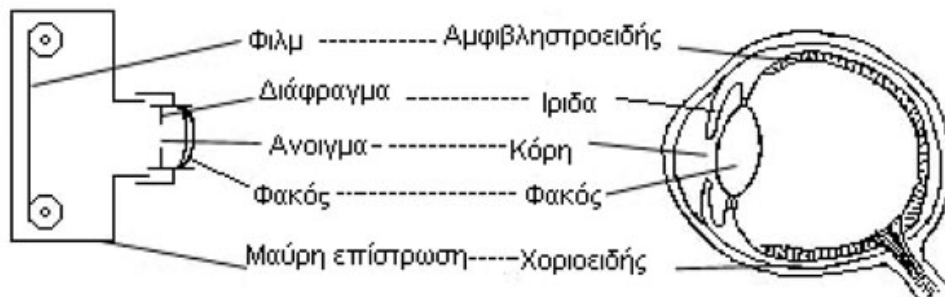 Φιλμ ------------ Αμφιβληστροειδής
Διάφραγμα ------------ Ιριδα
Ανοιγμα ------------ Κόρη
Φακός ---------------- Φακός
Μαύρη επίστρωση ----- Χοριοειδής